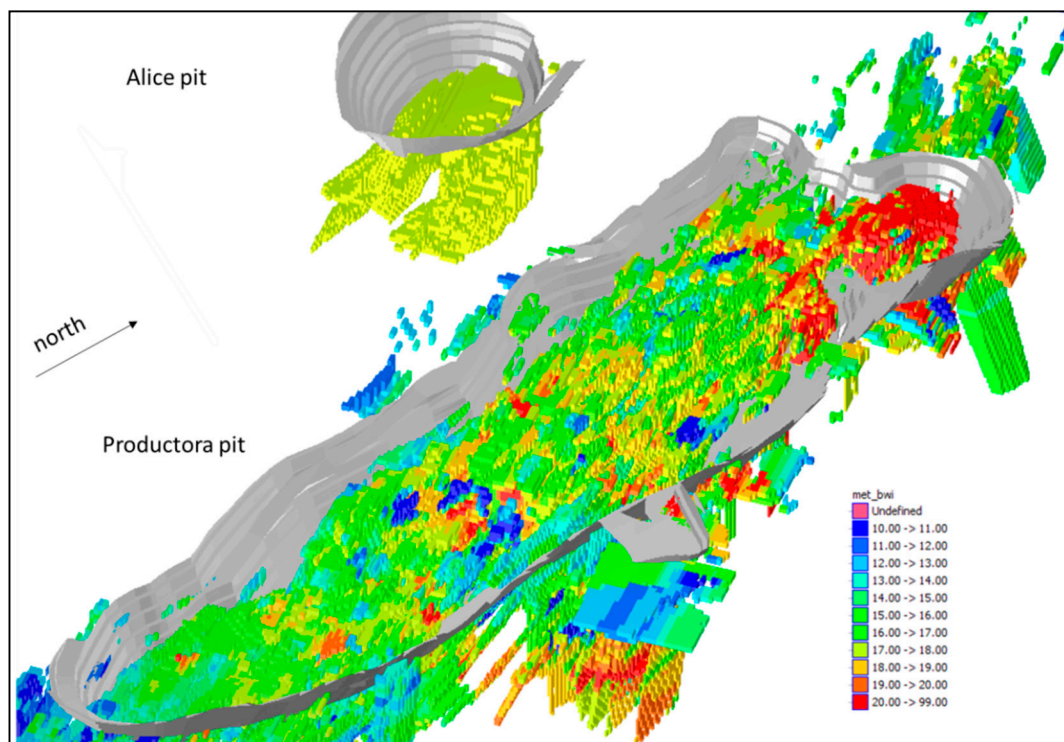 Alice pit
north
Productora pit
met_bwi
Undefined
10.00 -> 11.00
11.00 -> 12.00
12.00 -> 13.00
13.00 -> 14.00
14.00 -> 15.00
15.00 -> 16.00
16.00 -> 17.00
17.00 -> 18.00
18.00 -> 19.00
19.00 -> 20.00
20.00 -> 99.00